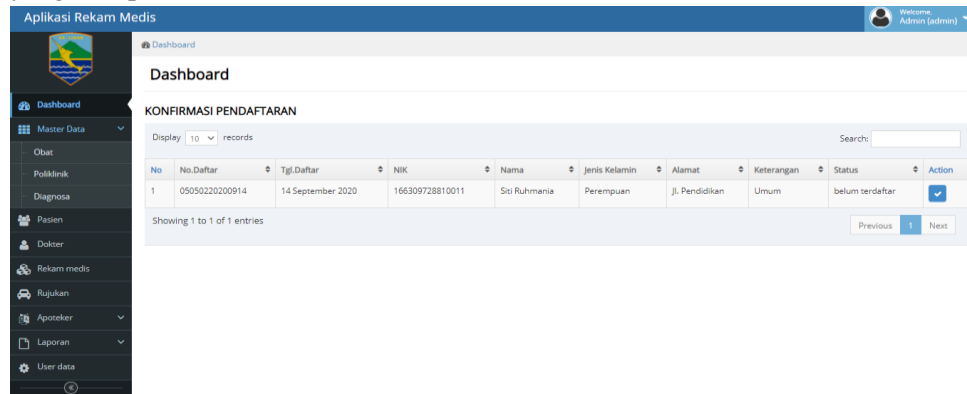 Aplikasi Rekam Medis
Welcome,
Admin (admin)
Dashboard
Dashboard
Dashboard
Master Data
Obat
Poliklinik
Diagnosa
Pasien
Dokter
Rekam medis
Rujukan
Apoteker
Laporan
User data
KONFIRMASI PENDAFTARAN
Display 10 records
Search:
No No.Daftar Tgl.Daftar NIK Nama Jenis Kelamin Alamat Keterangan Status Action
1 05050220200914 14 September 2020 166309728810011 Siti Ruhmania Perempuan Jl. Pendidikan Umum belum terdaftar
Showing 1 to 1 of 1 entries
Previous 1 Next